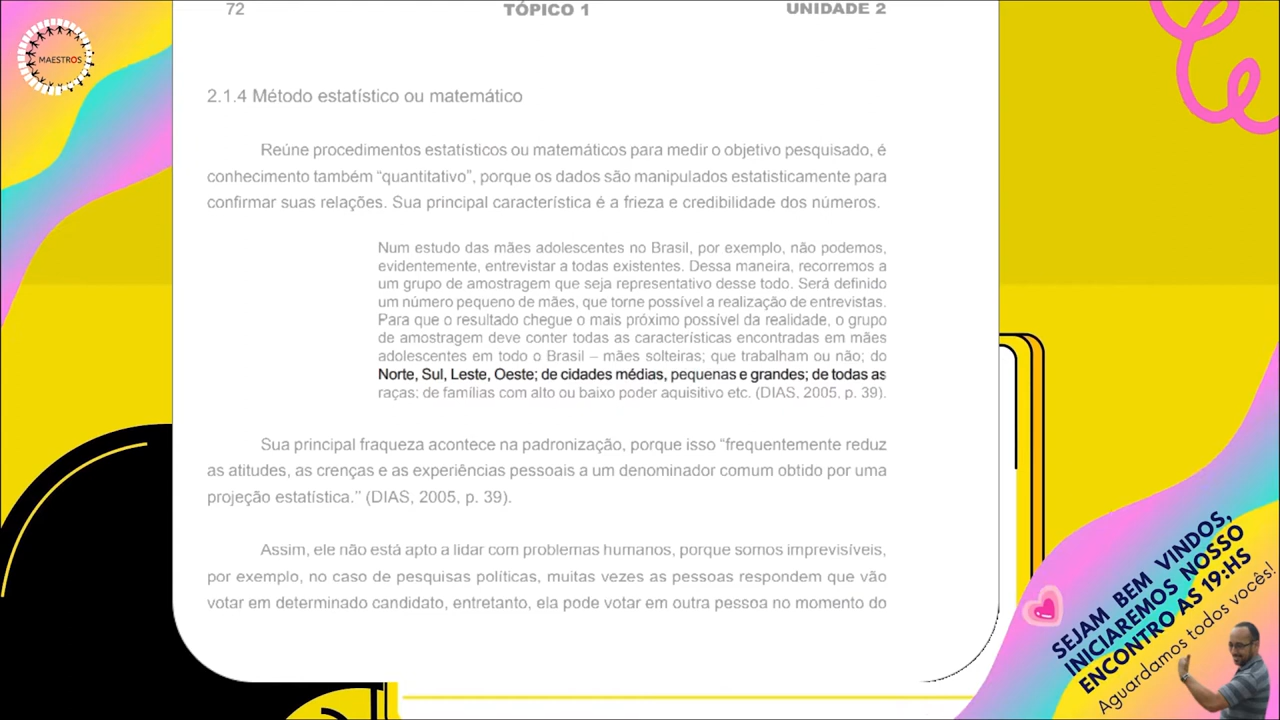 72 TÓPICO 1 UNIDADE 2
MAESTROS
2.1.4 Método estatístico ou matemático
Reúne procedimentos estatísticos ou matemáticos para medir o objetivo pesquisado, é
conhecimento também “quantitativo”, porque os dados são manipulados estatisticamente para
confirmar suas relações. Sua principal característica é a frieza e credibilidade dos números.
Num estudo das mães adolescentes no Brasil, por exemplo, não podemos,
evidentemente, entrevistar a todas existentes. Dessa maneira, recorremos a
um grupo de amostragem que seja representativo desse todo. Será definido
um número pequeno de mães, que torne possível a realização de entrevistas.
Para que o resultado chegue o mais próximo possível da realidade, o grupo
de amostragem deve conter todas as características encontradas em mães
adolescentes em todo o Brasil – mães solteiras; que trabalham ou não; do
Norte, Sul, Leste, Oeste; de cidades médias, pequenas e grandes; de todas as
raças; de famílias com alto ou baixo poder aquisitivo etc. (DIAS, 2005, p. 39).
Sua principal fraqueza acontece na padronização, porque isso “frequentemente reduz
as atitudes, as crenças e as experiências pessoais a um denominador comum obtido por uma
projeção estatística.” (DIAS, 2005, p. 39).
Assim, ele não está apto a lidar com problemas humanos, porque somos imprevisíveis,
por exemplo, no caso de pesquisas políticas, muitas vezes as pessoas respondem que vão
votar em determinado candidato, entretanto, ela pode votar em outra pessoa no momento do
SEJAM BEM VINDOS,
INICIAREMOS NOSSO
ENCONTRO AS 19:HS
Aguardamos todos vocês!